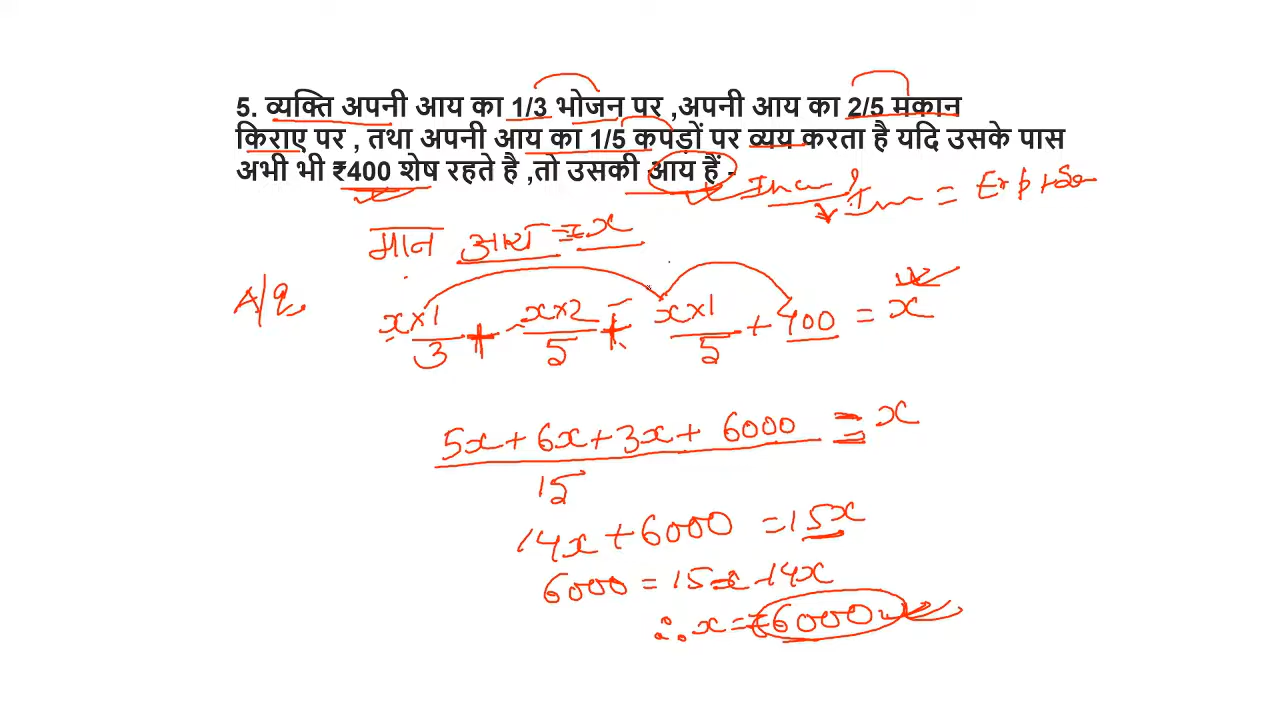 5. व्यक्ति अपनी आय का 1/3 भोजन पर ,अपनी आय का 2/5 मकान
किराए पर , तथा अपनी आय का 1/5 कपड़ों पर व्यय करता है यदि उसके पास
अभी भी ₹400 शेष रहते है ,तो उसकी आय हैं -
= Exp +
मान आय = x
A/q,
x×1/3 + x×2/5 + x×1/5 + 400 = x
5x + 6x + 3x + 6000 / 15 = x
14x + 6000 = 15x
6000 = 15x - 14x
∴ x = ₹6000